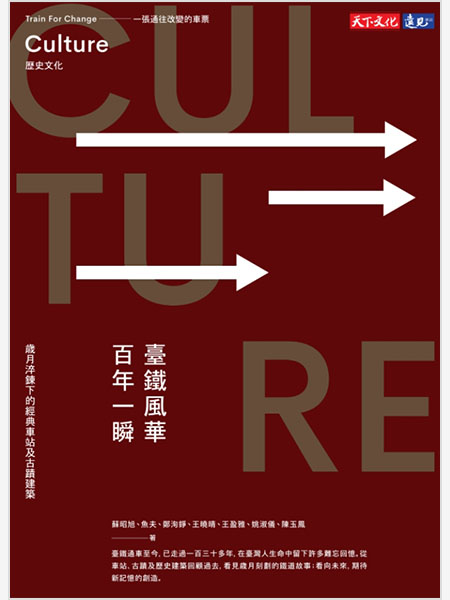 Train For Change 一張通往改變的車票
天下文化 遠見
Culture
歷史文化
CUL
TU
RE
臺鐵風華
百年一瞬
歲月淬鍊下的經典車站及古蹟建築
蘇昭旭、魚夫、鄭洵錚、王曉晴、王盈雅、姚淑儀、陳玉鳳
著
臺鐵通車至今，已走過一百三十多年，在臺灣人生命中留下許多難忘回憶。從
車站、古蹟及歷史建築回顧過去，看見歲月刻劃的鐵道故事；看向未來，期待
新記憶的創造。